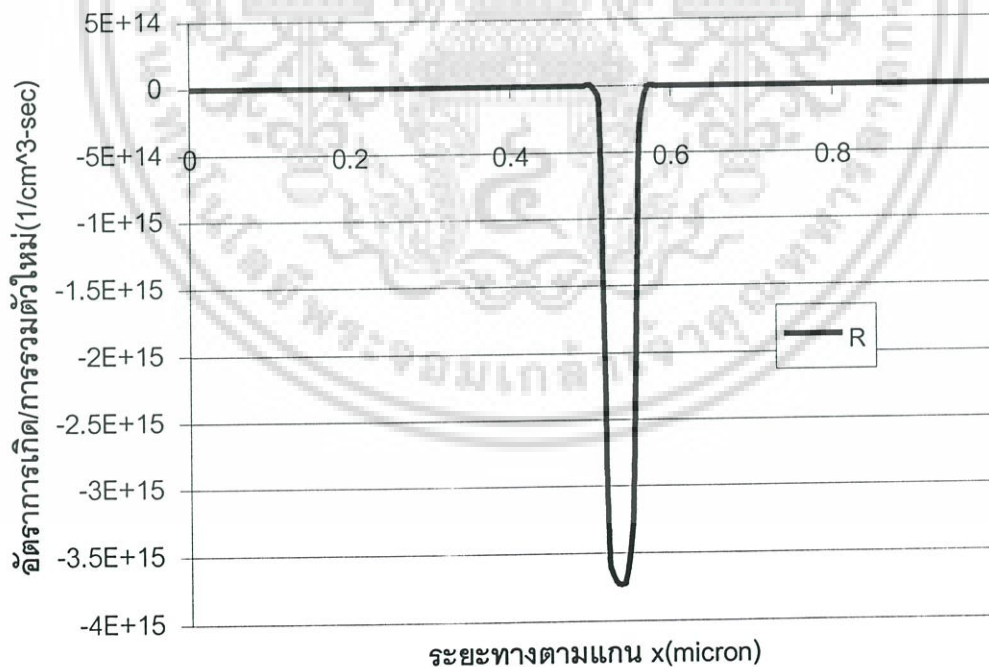 อัตราการเกิด/การรวมตัวใหม่(1/cm^3-sec)
5E+14
0
-5E+14
-1E+15
-1.5E+15
-2E+15
-2.5E+15
-3E+15
-3.5E+15
-4E+15
0 0.2 0.4 0.6 0.8
R
ระยะทางตามแกน x(micron)